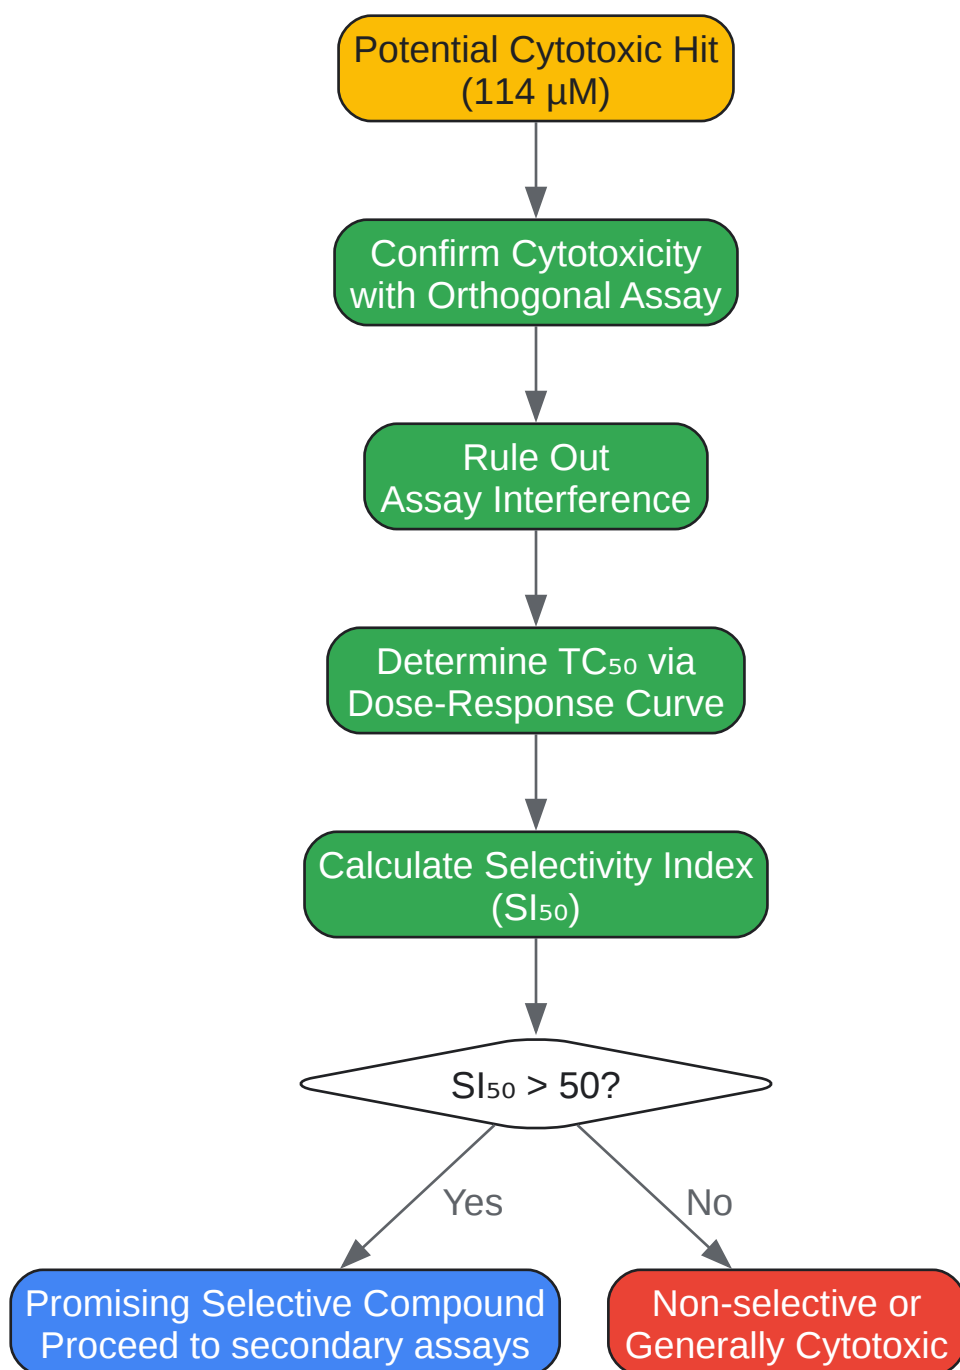 Potential Cytotoxic Hit
(114 µM)
Confirm Cytotoxicity
with Orthogonal Assay
Rule Out
Assay Interference
Determine TC₅₀ via
Dose-Response Curve
Calculate Selectivity Index
(SI₅₀)
SI₅₀ > 50?
Yes
No
Promising Selective Compound
Proceed to secondary assays
Non-selective or
Generally Cytotoxic